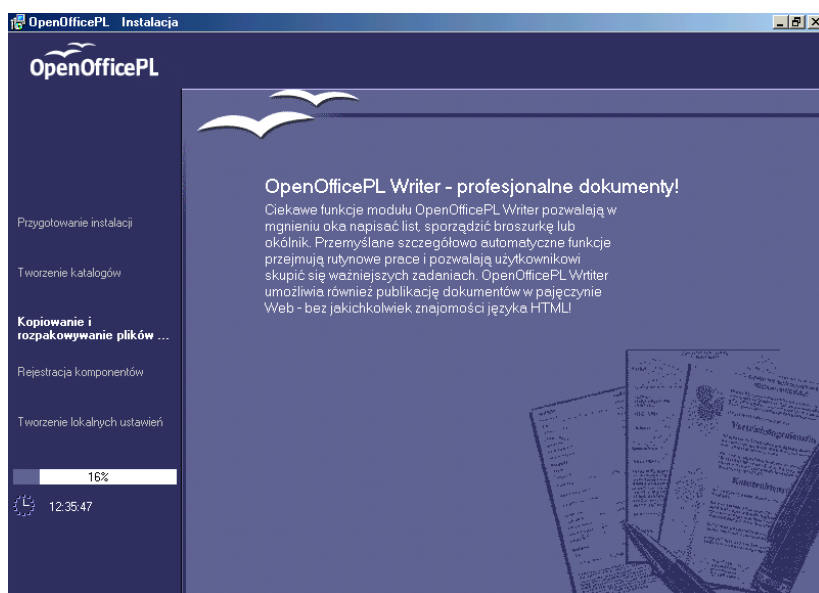 OpenOfficePL Instalacja
OpenOfficePL
OpenOfficePL Writer - profesjonalne dokumenty!
Ciekawe funkcje modułu OpenOfficePL Writer pozwalają w
mgnieniu oka napisać list, sporządzić broszurkę lub
okólnik. Przemyślane szczegółowo automatyczne funkcje
przejmują rutynowe prace i pozwalają użytkownikowi
skupić się ważniejszych zadaniach. OpenOfficePL Wrtiter
umożliwia również publikację dokumentów w pajęczynie
Web - bez jakichkolwiek znajomości języka HTML!
Przygotowanie instalacji
Tworzenie katalogów
Kopiowanie i
rozpakowywanie plików ...
Rejestracja komponentów
Tworzenie lokalnych ustawień
16%
12:35:47